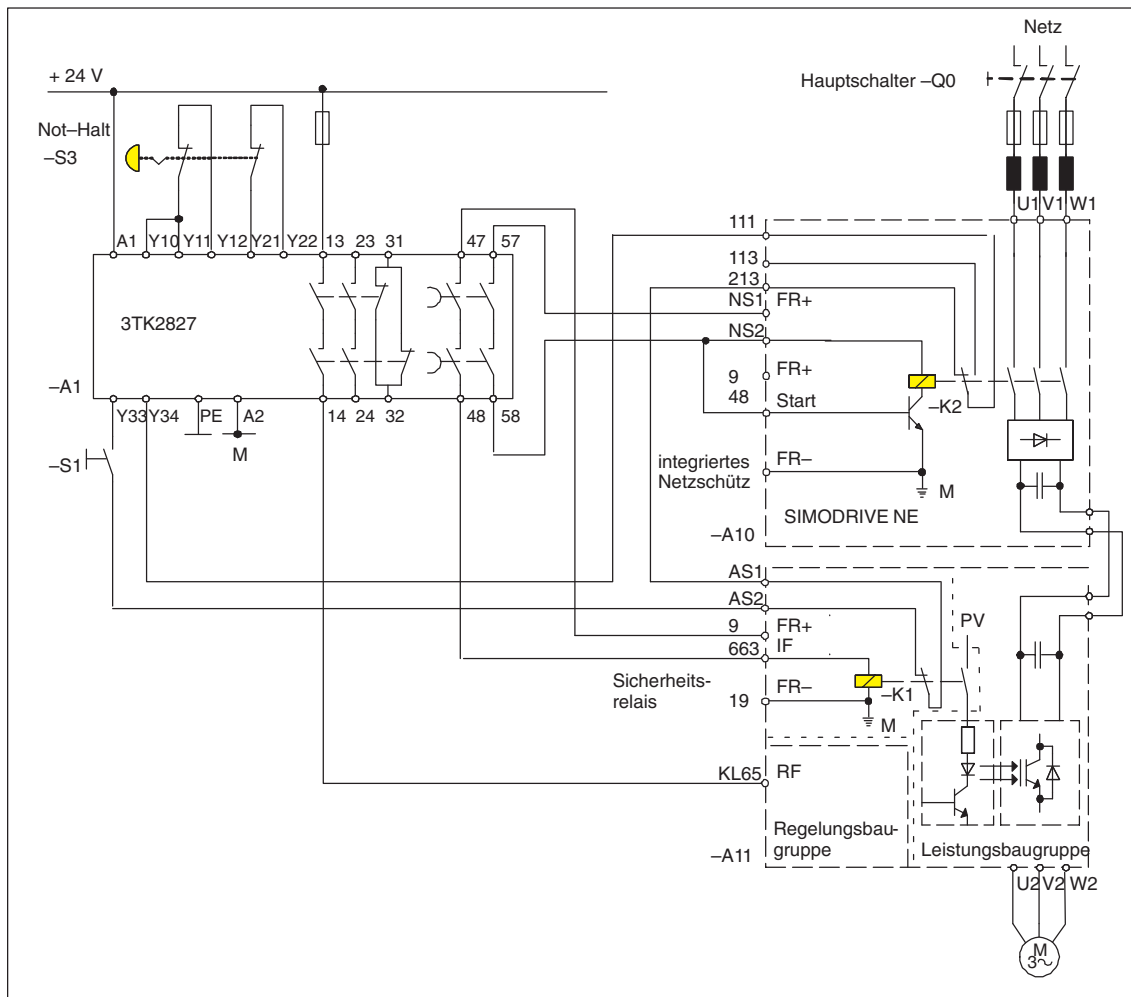 Netz
Hauptschalter –Q0
+ 24 V
Not–Halt
–S3
U1 V1 W1
A1 Y10 Y11 Y12 Y21 Y22 13 23 31 47 57
111
113
213
NS1 FR+
NS2
3TK2827
9 FR+
–K2
48 Start
–A1
Y33 Y34 PE A2 14 24 32 48 58
M
–S1
integriertes
Netzschütz
FR–
M
SIMODRIVE NE
–A10
AS1
AS2
PV
9 FR+
663 IF
Sicherheits-
relais
–K1
19 FR–
M
KL65 RF
Regelungsbau-
gruppe
Leistungsbaugruppe
–A11
U2 V2 W2
M
3~